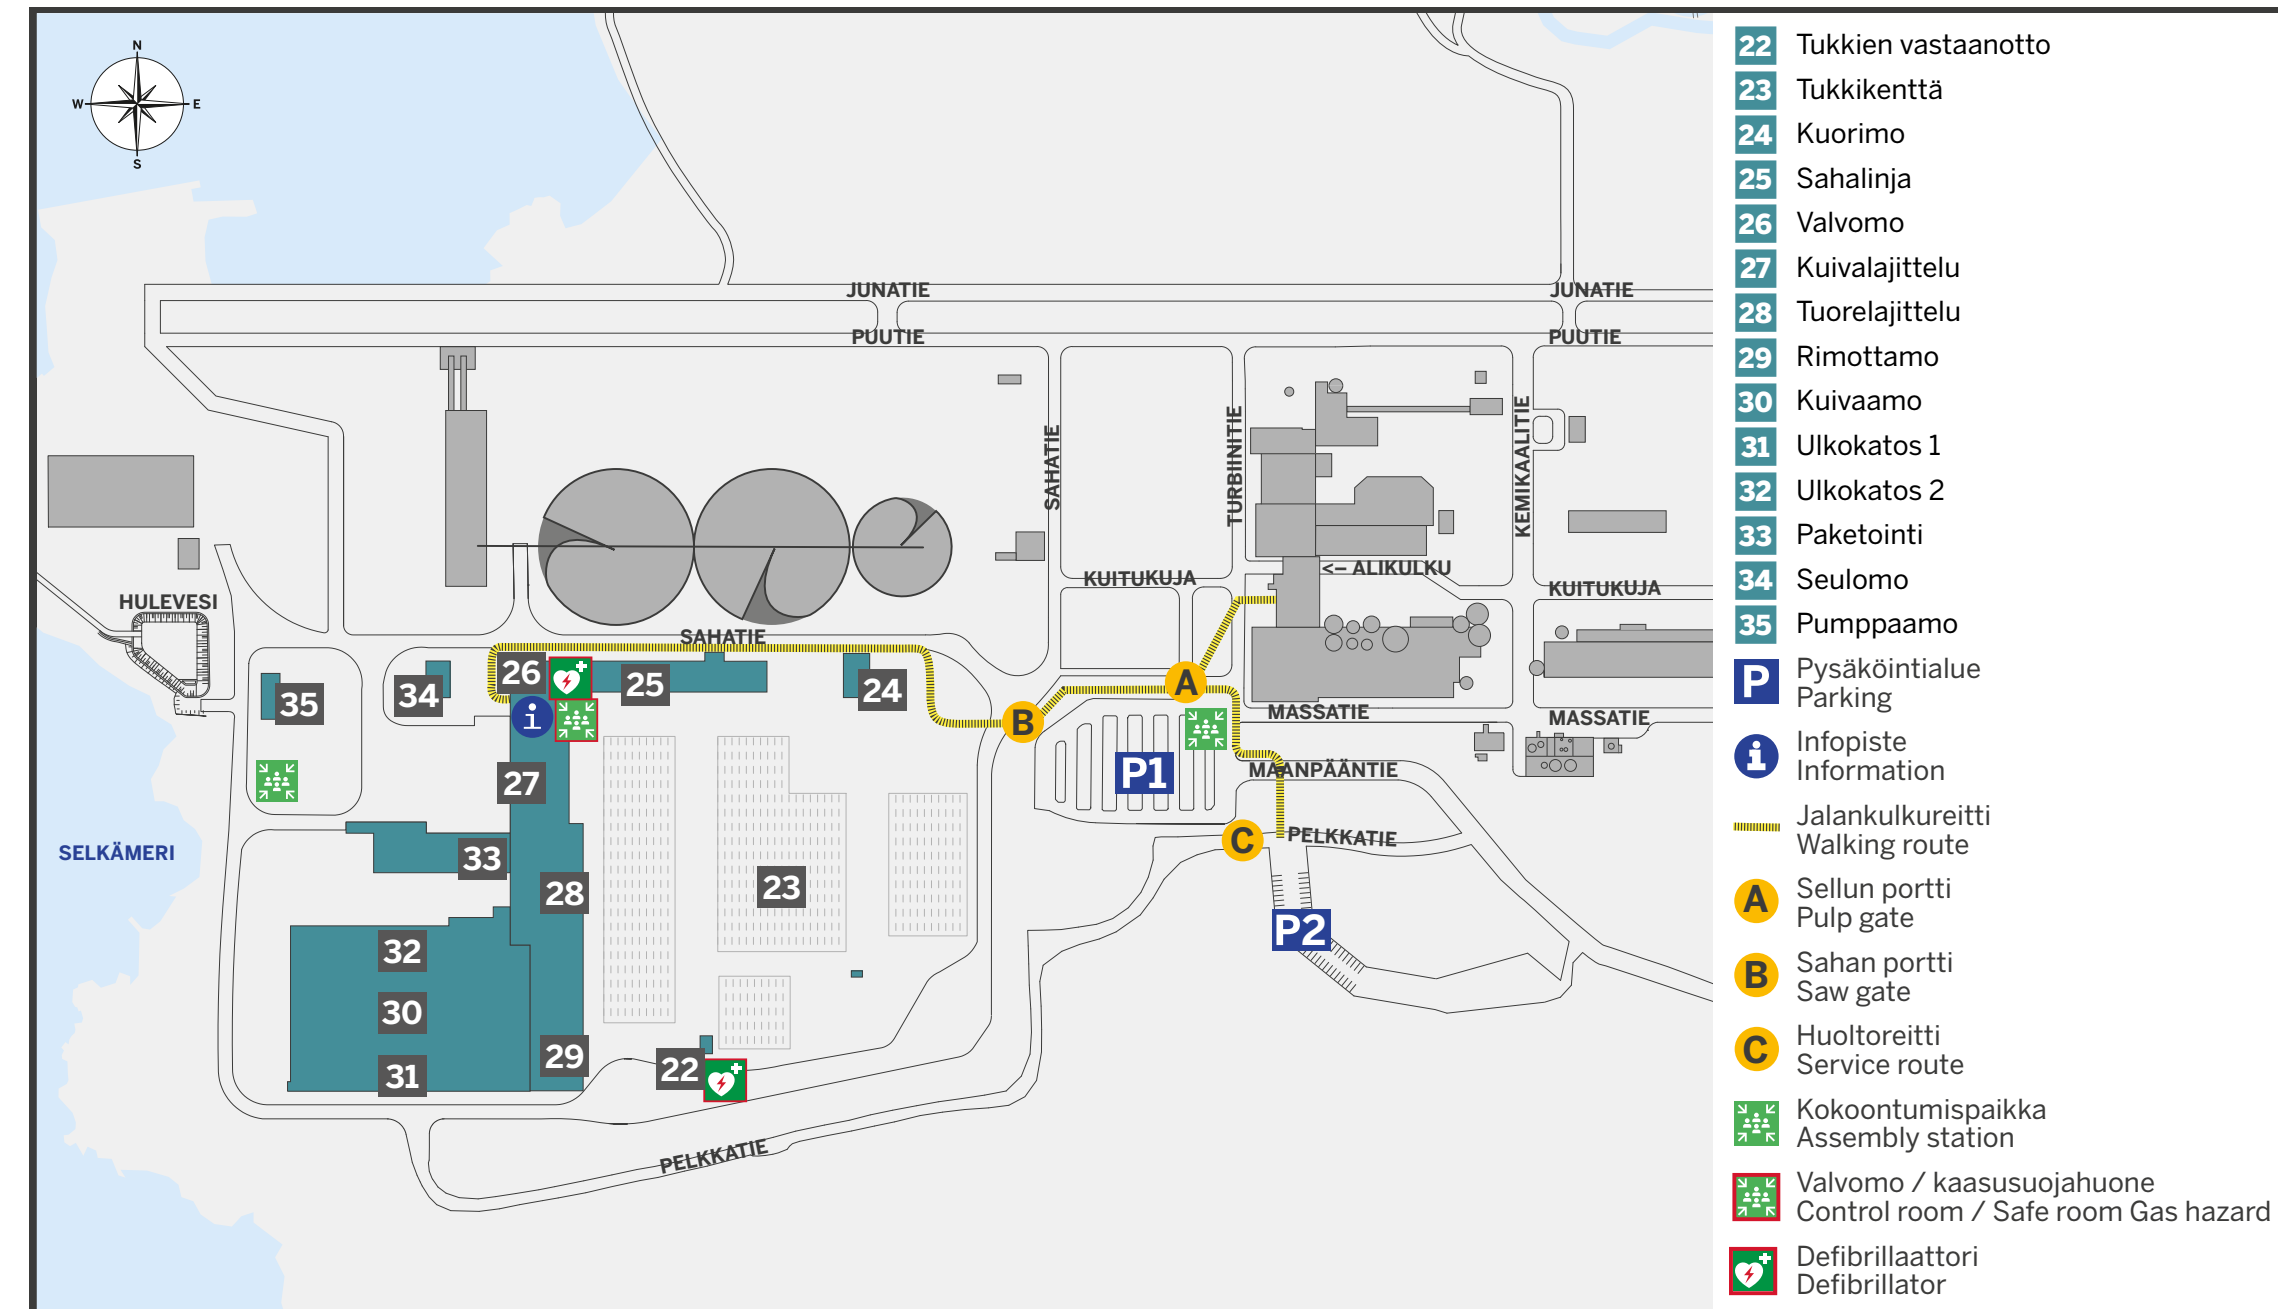 N
W
E
S
JUNATIE
JUNATIE
PUUTIE
PUUTIE
SAHATIE
TURBIINITIE
KEMIKAALITIE
<– ALIKULKU
KUITUKUJA
KUITUKUJA
HULEVESI
SAHATIE
26
25
24
34
35
A
B
MASSATIE
MASSATIE
i
P1
MAANPÄÄNTIE
27
C
PELKKATIE
SELKÄMERI
33
28
23
P2
32
30
29
31
22
PELKKATIE
22 Tukkien vastaanotto
23 Tukkikenttä
24 Kuorimo
25 Sahalinja
26 Valvomo
27 Kuivalajittelu
28 Tuorelajittelu
29 Rimottamo
30 Kuivaamo
31 Ulkokatos 1
32 Ulkokatos 2
33 Paketointi
34 Seulomo
35 Pumppaamo
P Pysäköintialue
Parking
i Infopiste
Information
Jalankulkureitti
Walking route
A Sellun portti
Pulp gate
B Sahan portti
Saw gate
C Huoltoreitti
Service route
Kokoontumispaikka
Assembly station
Valvomo / kaasusuojahuone
Control room / Safe room Gas hazard
Defibrillaattori
Defibrillator